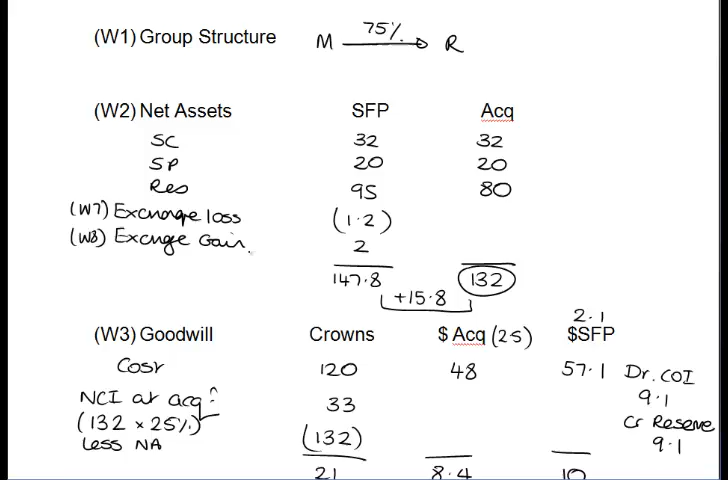 (W1) Group Structure M 75% R
(W2) Net Assets SFP Acq
SC 32 32
SP 20 20
Res 95 80
(W7) Exchange loss (1.2)
(W8) Exchge Gain. 2
147.8 132
+15.8
2.1
(W3) Goodwill Crowns $ Acq (2.5) $SFP
Cost 120 48 57.1 Dr. COI
NCI at acq: 9.1
(132 x 25%) 33 Cr Reserve
Less NA (132) 9.1
21 8.4 10